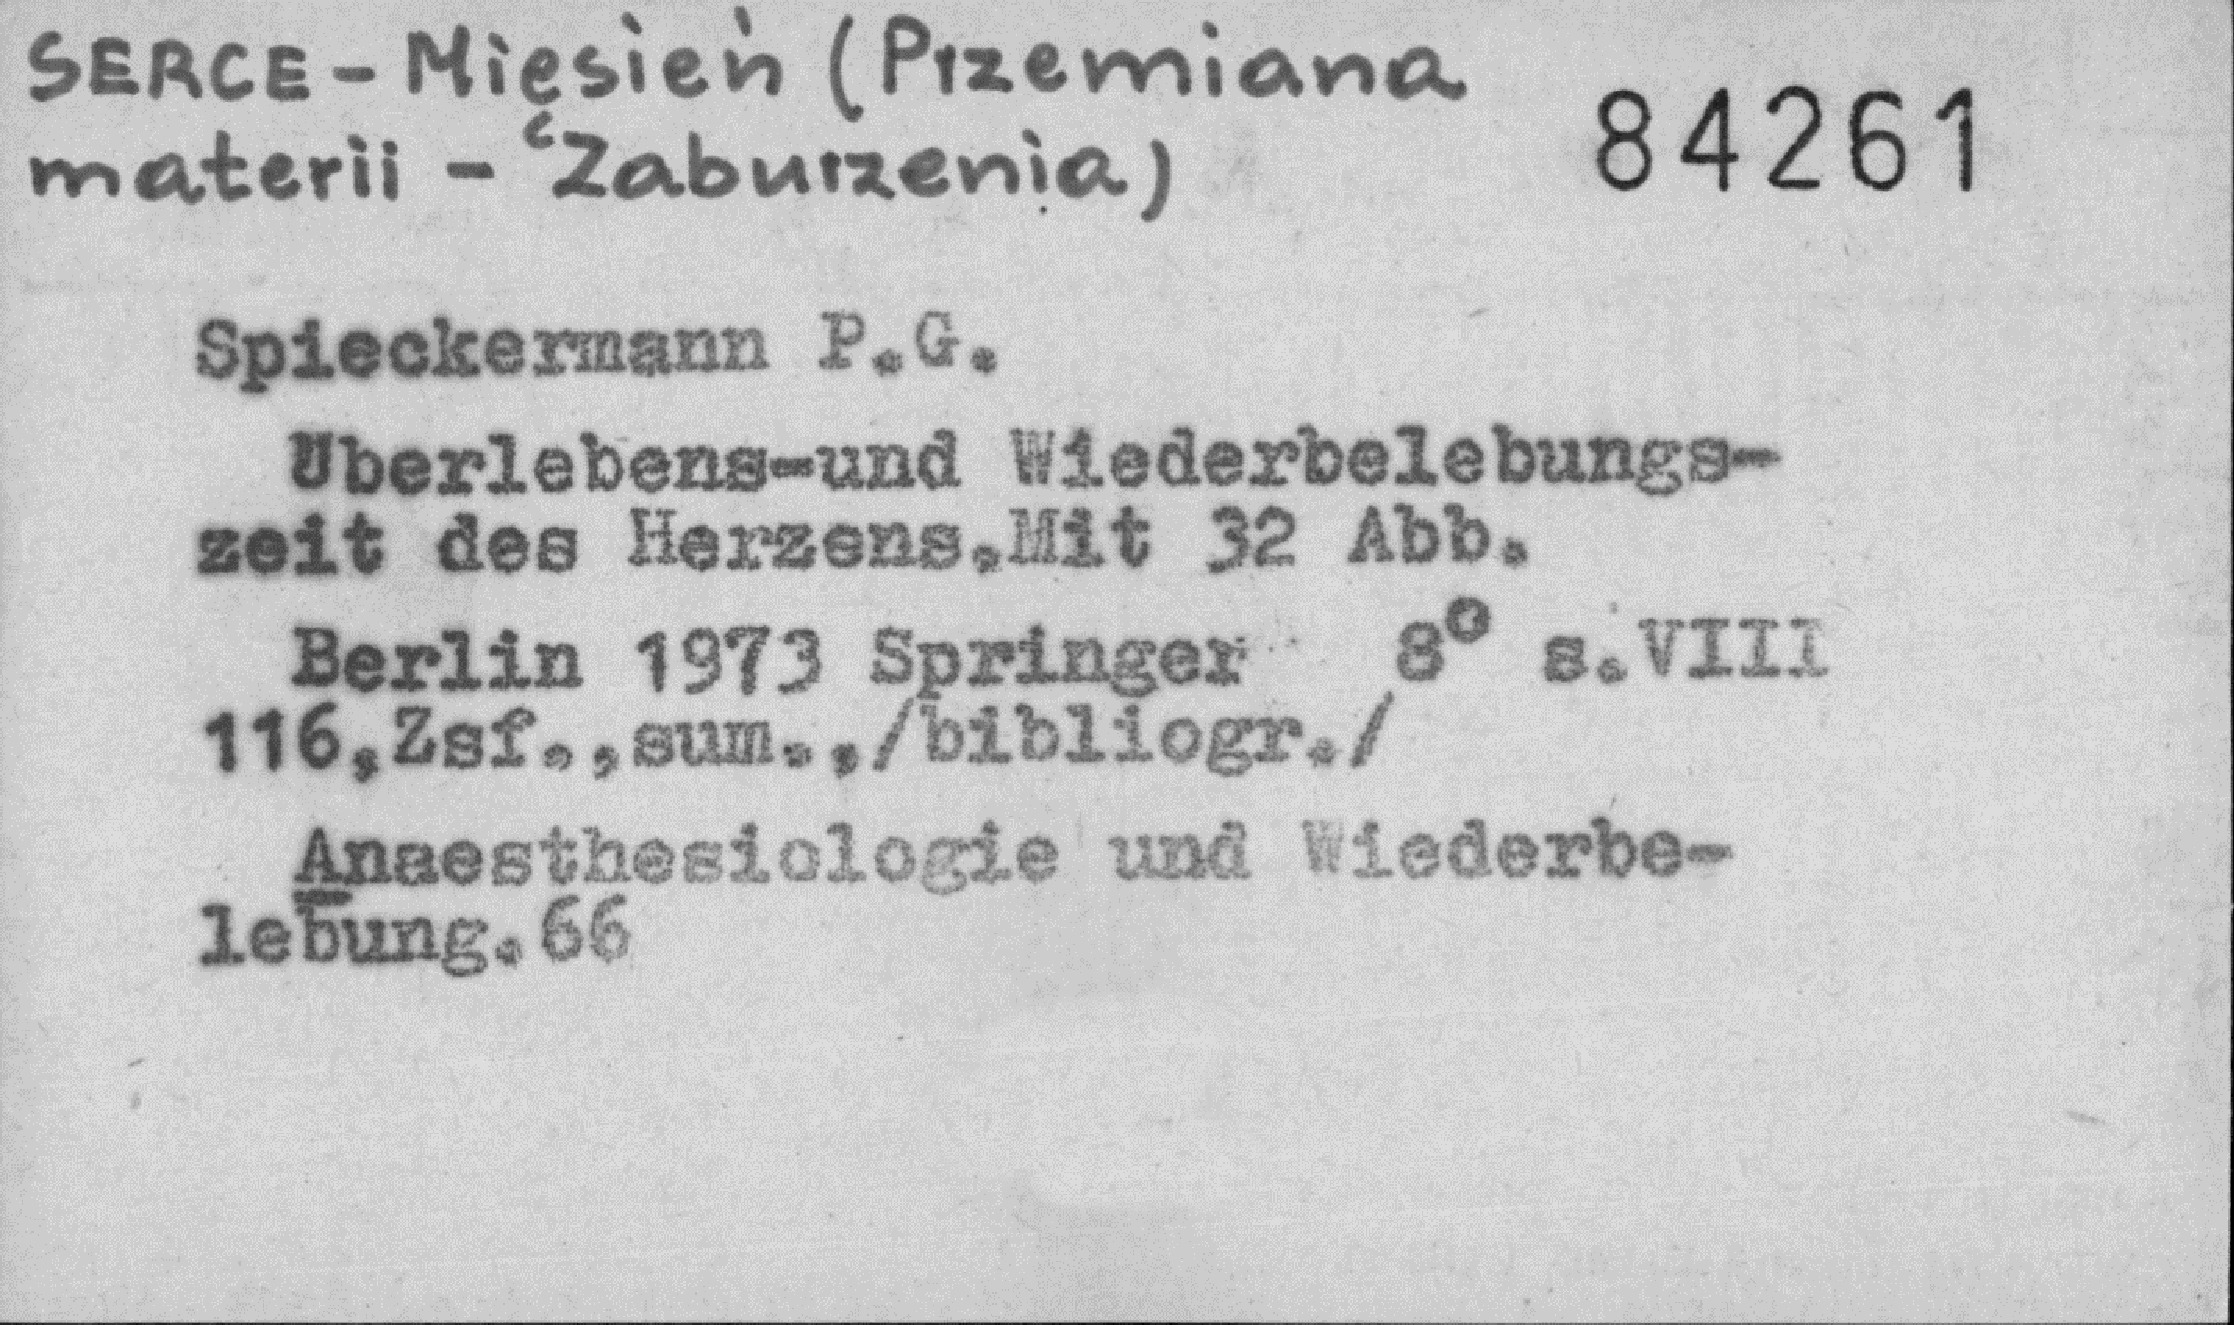 SERCE - Mięsień (Przemiana
materii - Zaburzenia)
84261
Spieckermann P.G.
Überlebens-und Wiederbelebungs-
zeit des Herzens.Mit 32 Abb.
Berlin 1973 Springer 8° s.VIII
116,Zsf.,sum.,/bibliogr./
Anaesthesiologie und Wiederbe-
lebung.66